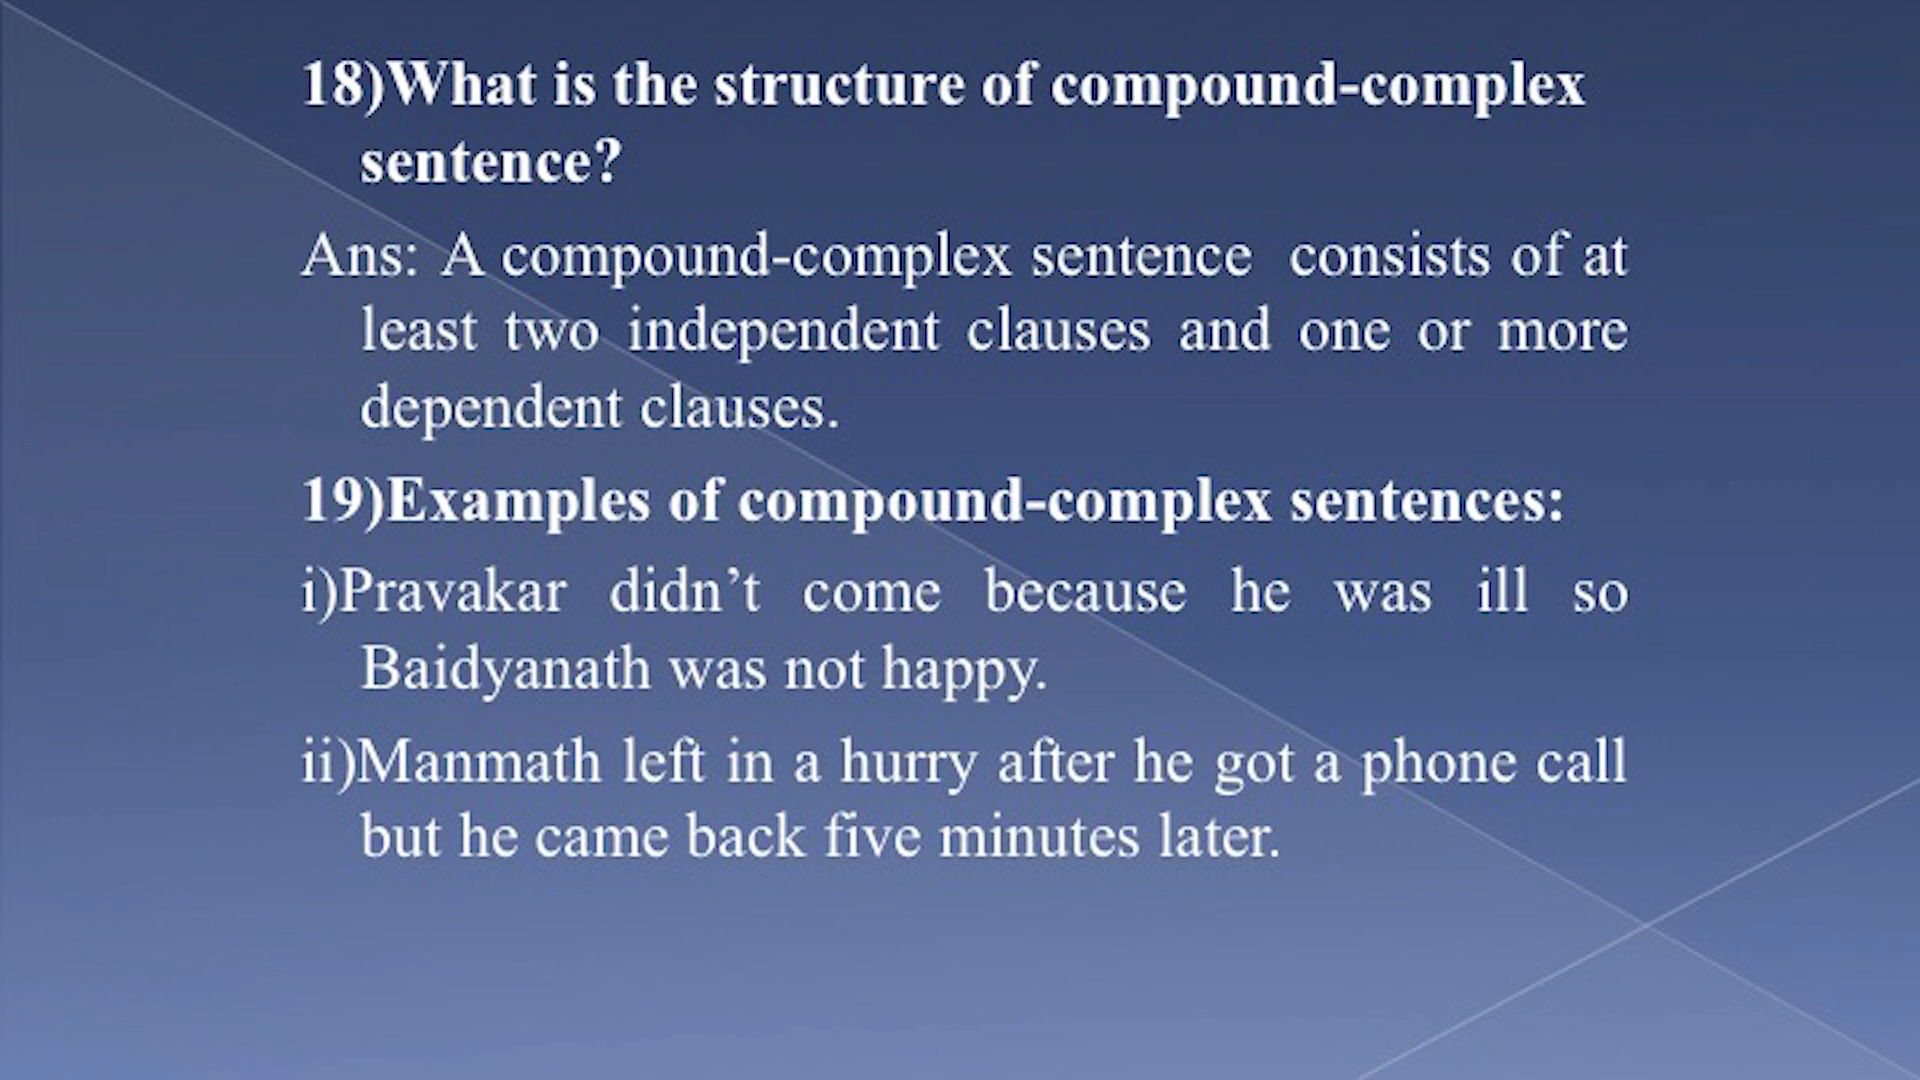 18)What is the structure of compound-complex
sentence?
Ans: A compound-complex sentence  consists of at
least two independent clauses and one or more
dependent clauses.
19)Examples of compound-complex sentences:
i)Pravakar didn’t come because he was ill so
Baidyanath was not happy.
ii)Manmath left in a hurry after he got a phone call
but he came back five minutes later.